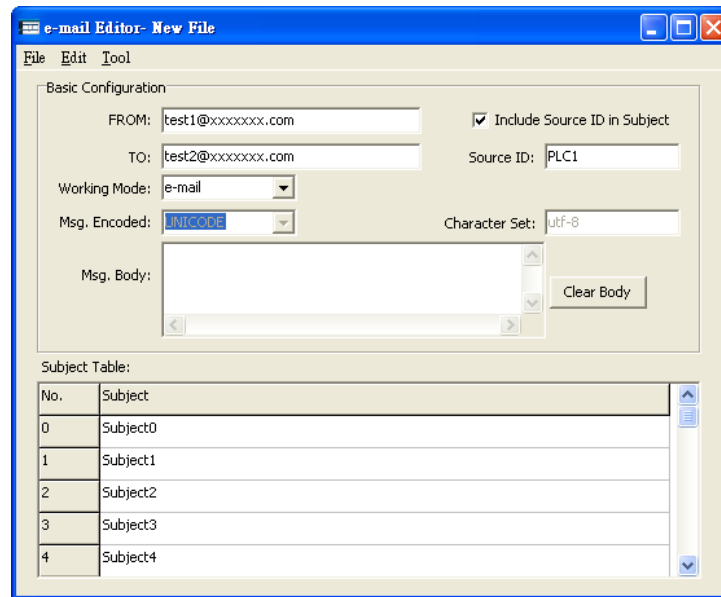 e-mail Editor- New File
File Edit Tool
Basic Configuration
FROM: test1@xxxxxxx.com Include Source ID in Subject
TO: test2@xxxxxxx.com Source ID: PLC1
Working Mode: e-mail
Msg. Encoded: UNICODE Character Set: utf-8
Msg. Body: Clear Body
Subject Table:
No. Subject
0 Subject0
1 Subject1
2 Subject2
3 Subject3
4 Subject4